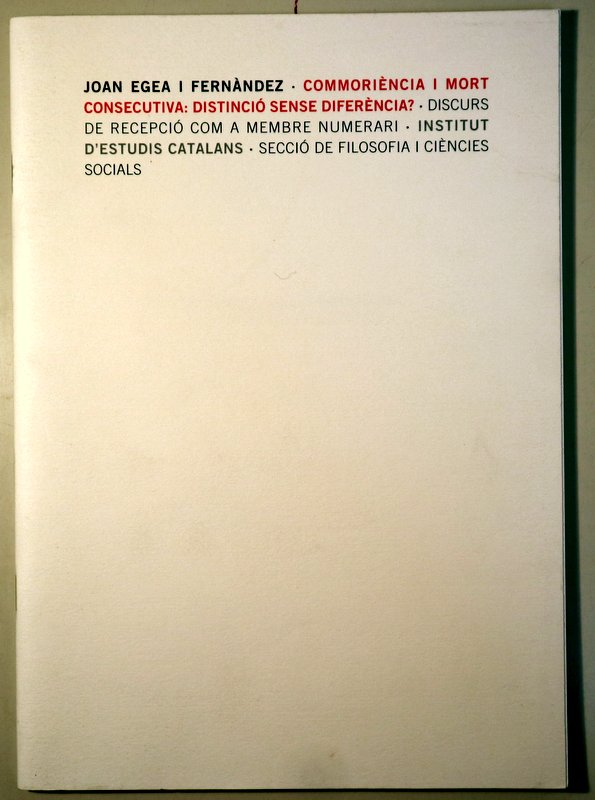 JOAN EGEA I FERNÀNDEZ · COMMORIÈNCIA I MORT
CONSECUTIVA: DISTINCIÓ SENSE DIFERÈNCIA? · DISCURS
DE RECEPCIÓ COM A MEMBRE NUMERARI · INSTITUT
D'ESTUDIS CATALANS · SECCIÓ DE FILOSOFIA I CIÈNCIES
SOCIALS